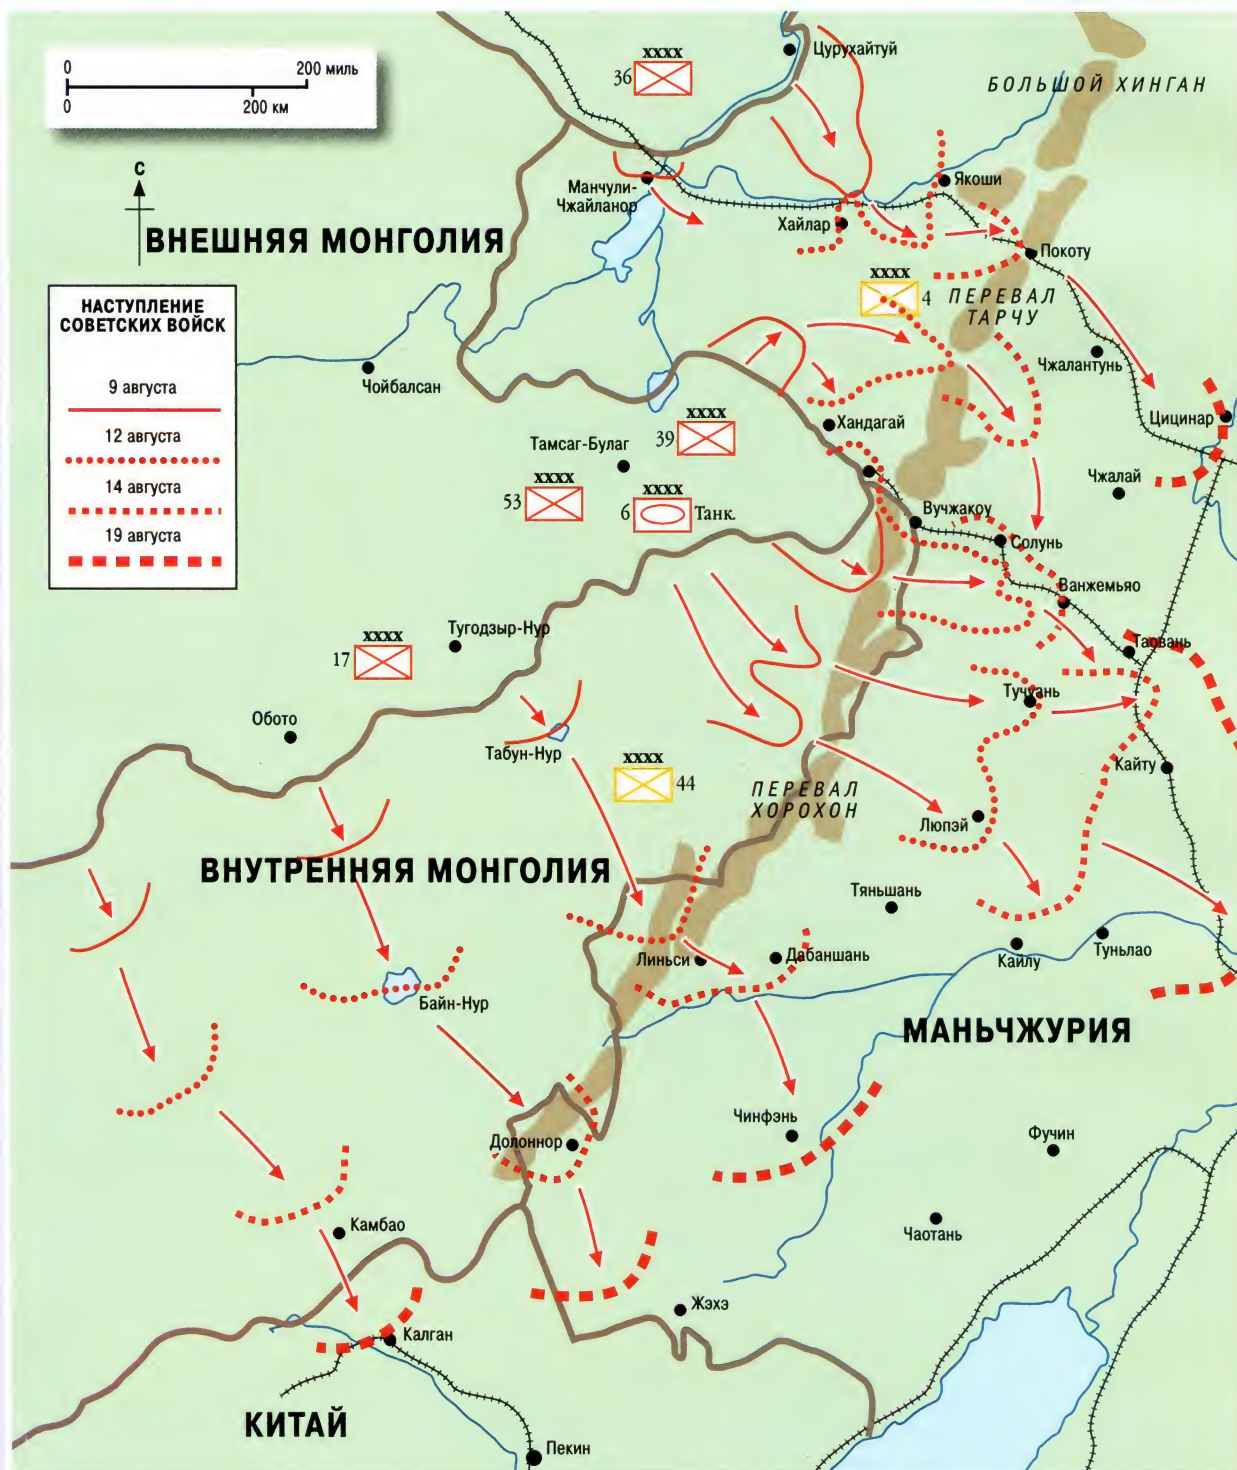 0
200 миль
0
200 км
С
ВНЕШНЯЯ МОНГОЛИЯ
НАСТУПЛЕНИЕ
СОВЕТСКИХ ВОЙСК
9 августа
12 августа
14 августа
19 августа
xxxx
36
Цурухайтуй
БОЛЬШОЙ ХИНГАН
Манчули-
Чжайланор
Хайлар
Якоши
Покоту
xxxx
4
ПЕРЕВАЛ
ТАРЧУ
Чжалантунь
Цицинар
Чойбалсан
xxxx
39
Хандагай
Тамсаг-Булаг
xxxx
53
xxxx
6
Танк.
Чжалай
Вучжакоу
Солунь
Ванжемьяо
Таовань
xxxx
17
Тугодзыр-Нур
Обото
Табун-Нур
Тучуань
xxxx
44
ПЕРЕВАЛ
ХОРОХОН
Кайту
Люпэй
ВНУТРЕННЯЯ МОНГОЛИЯ
Тяньшань
Линьси
Дабаншань
Кайлу
Туньлао
Байн-Нур
МАНЬЧЖУРИЯ
Долоннор
Чинфэнь
Фучин
Камбао
Чаотань
Жэхэ
Калган
КИТАЙ
Пекин